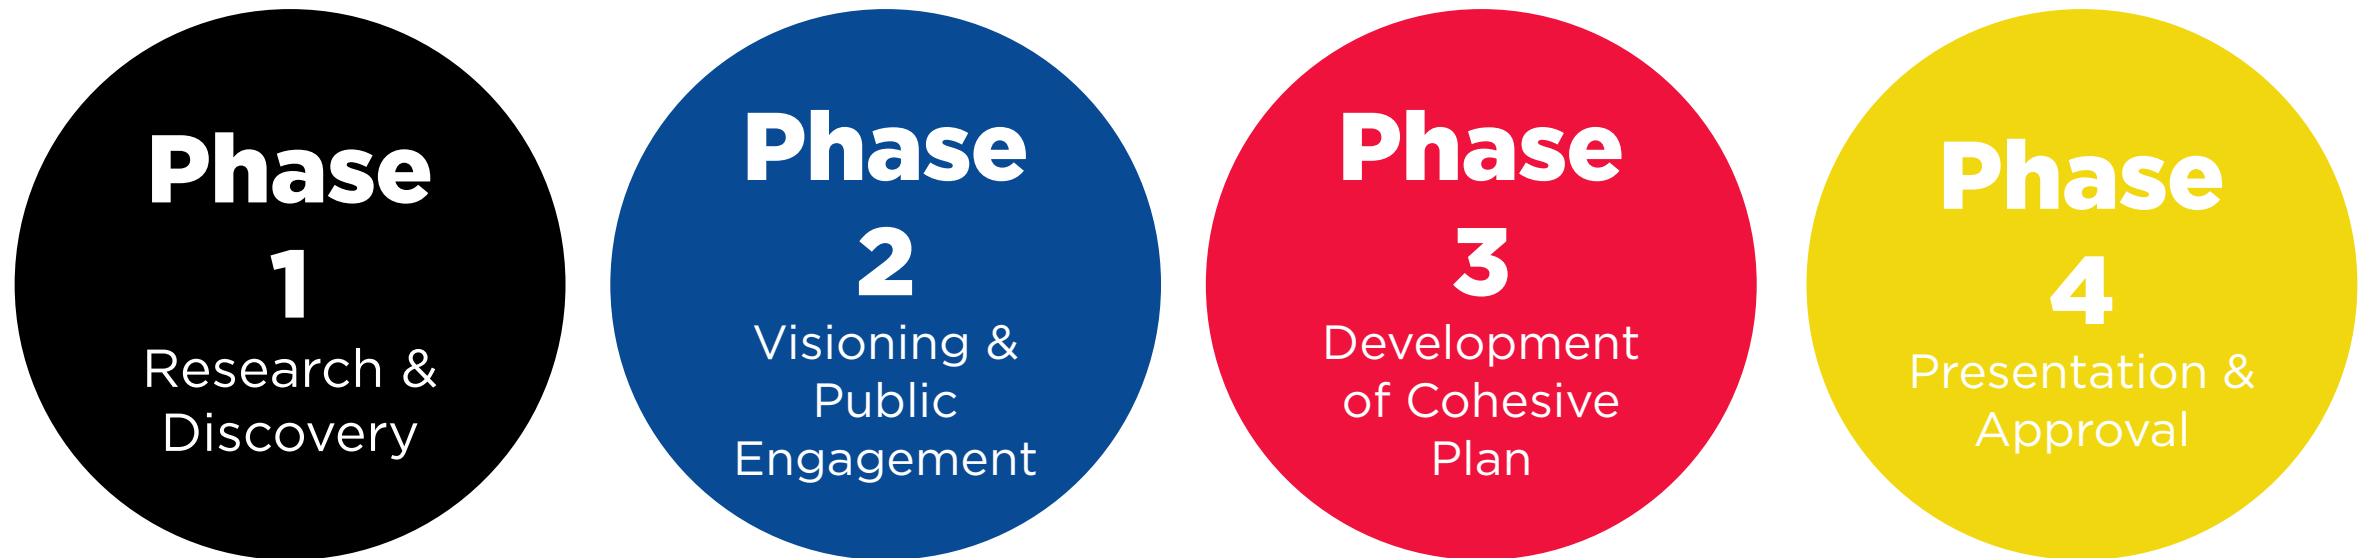 Phase
1
Research &
Discovery
Phase
2
Visioning &
Public
Engagement
Phase
3
Development
of Cohesive
Plan
Phase
4
Presentation &
Approval